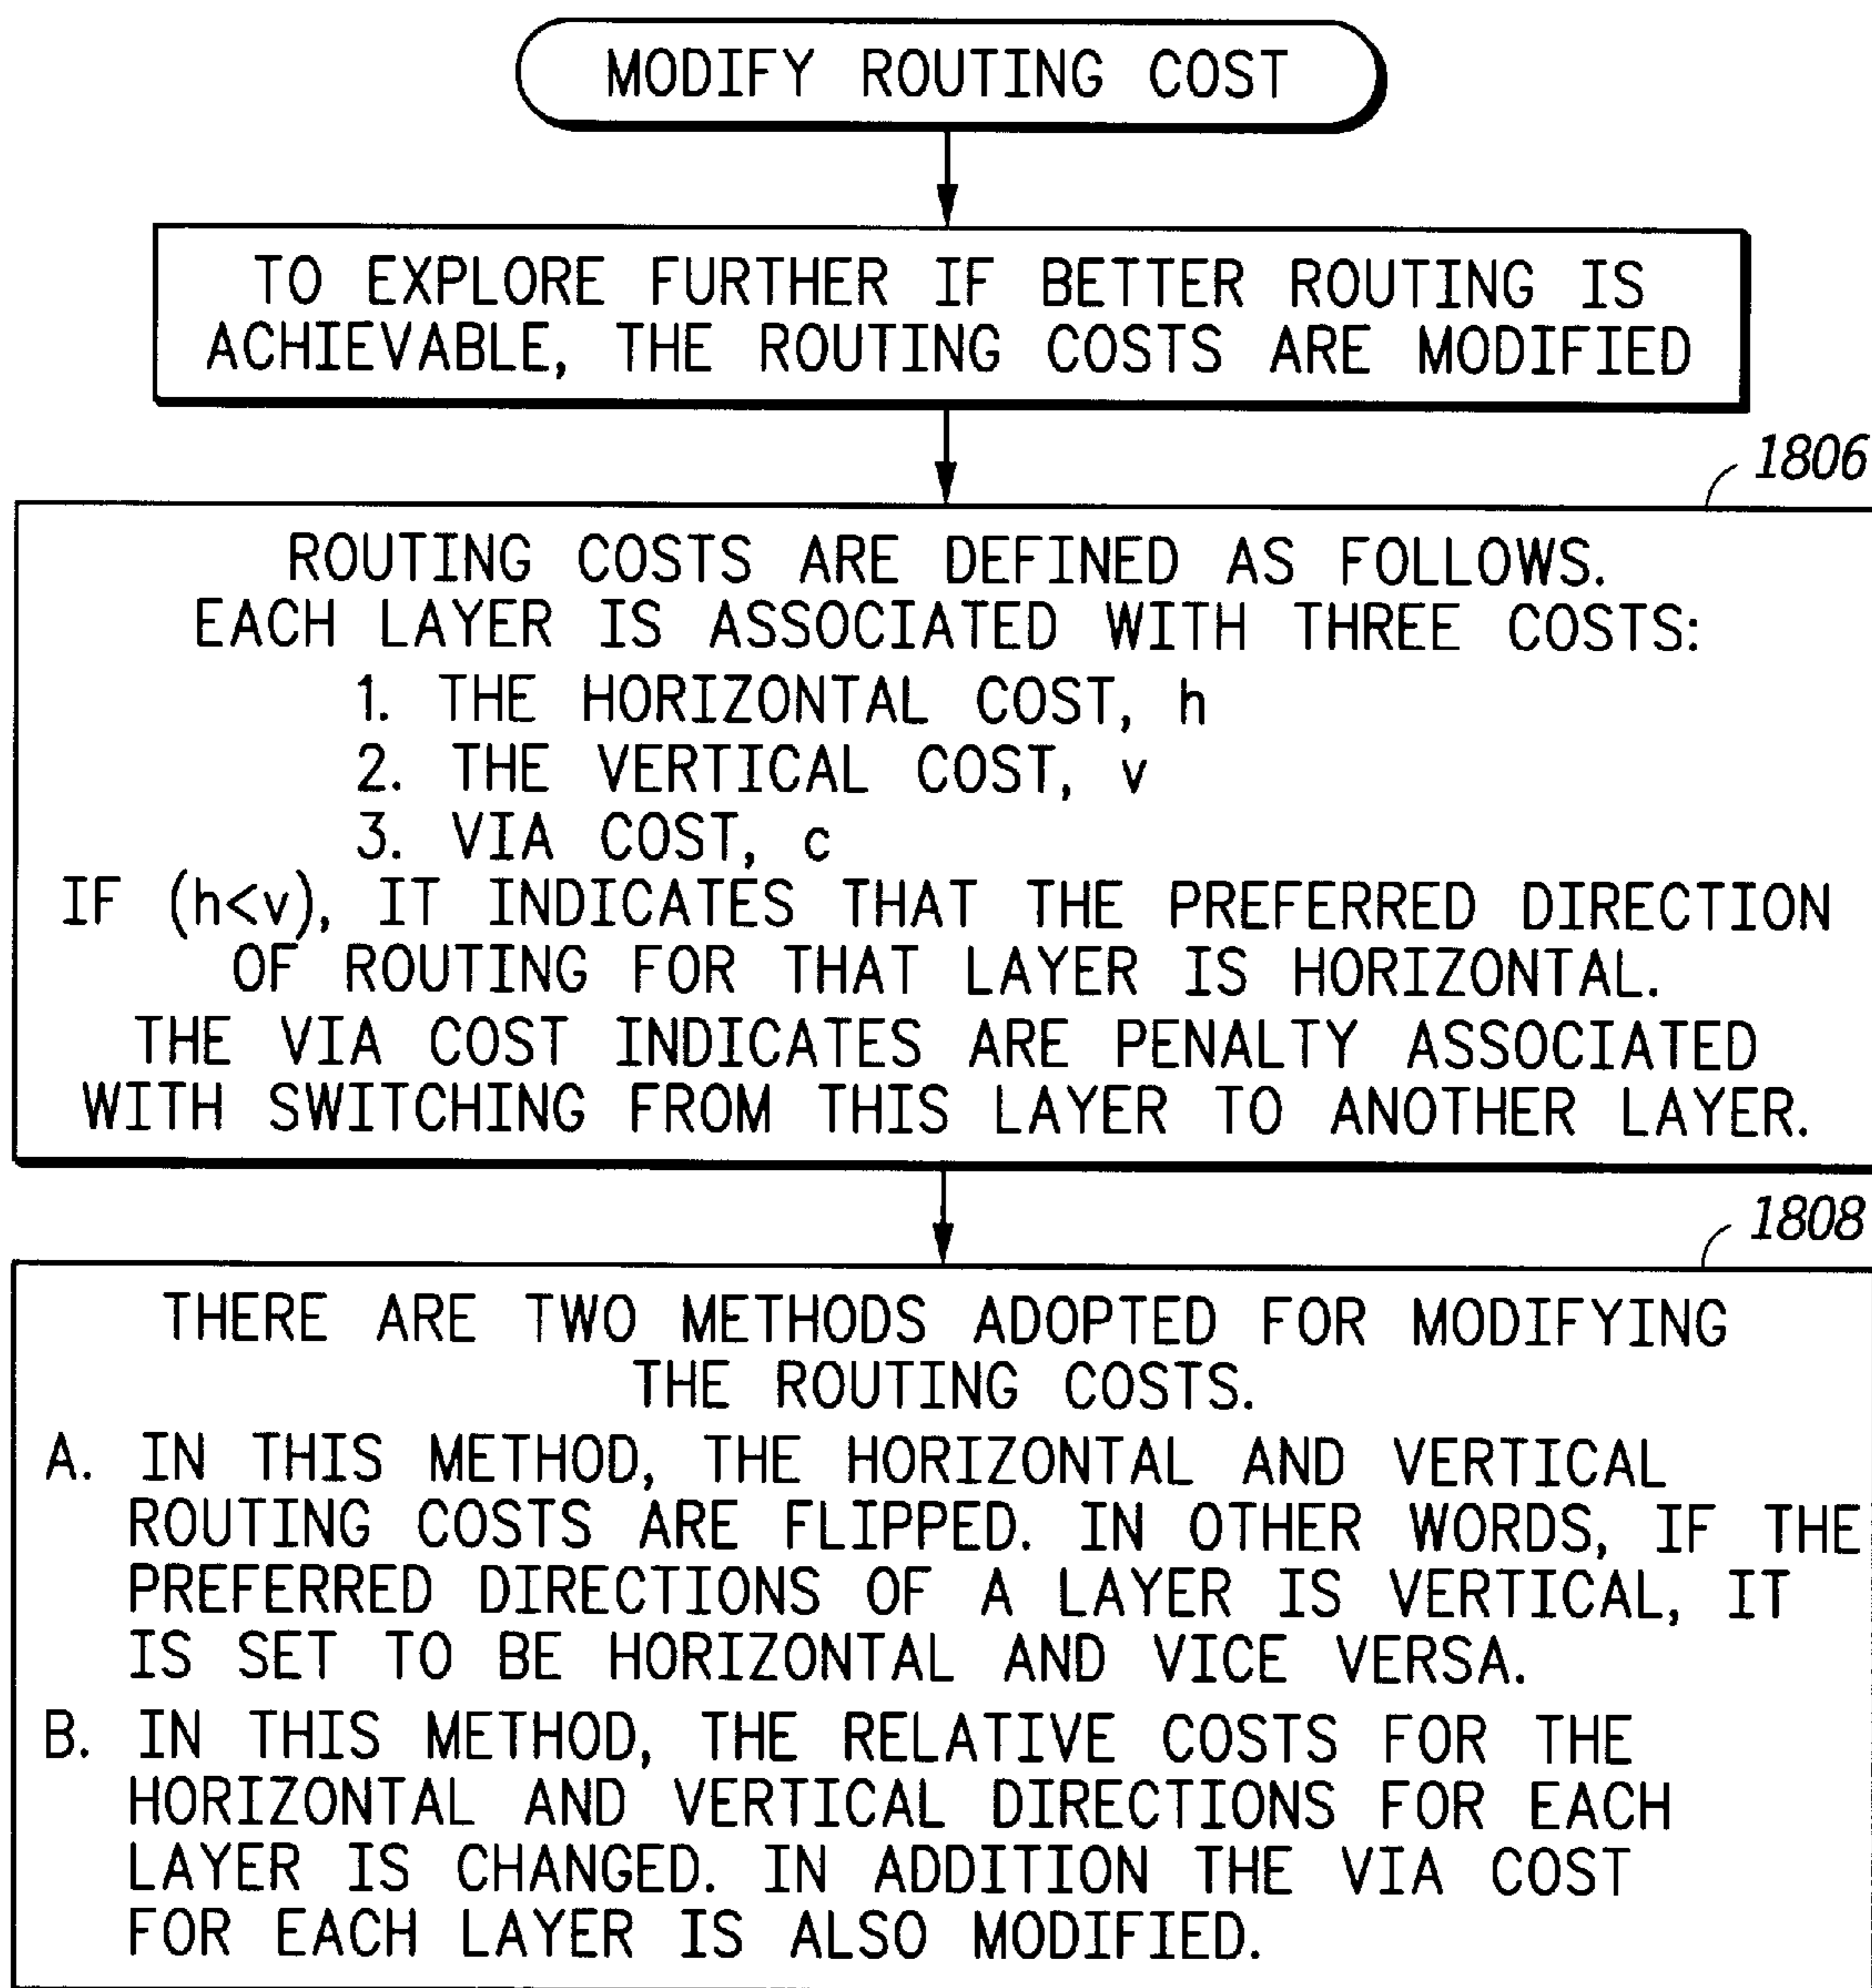 MODIFY ROUTING COST
TO EXPLORE FURTHER IF BETTER ROUTING IS
ACHIEVABLE, THE ROUTING COSTS ARE MODIFIED
1806
ROUTING COSTS ARE DEFINED AS FOLLOWS.
EACH LAYER IS ASSOCIATED WITH THREE COSTS:
1. THE HORIZONTAL COST, h
2. THE VERTICAL COST, v
3. VIA COST, c
IF (h<v), IT INDICATES THAT THE PREFERRED DIRECTION
OF ROUTING FOR THAT LAYER IS HORIZONTAL.
THE VIA COST INDICATES ARE PENALTY ASSOCIATED
WITH SWITCHING FROM THIS LAYER TO ANOTHER LAYER.
1808
THERE ARE TWO METHODS ADOPTED FOR MODIFYING
THE ROUTING COSTS.
A. IN THIS METHOD, THE HORIZONTAL AND VERTICAL
ROUTING COSTS ARE FLIPPED. IN OTHER WORDS, IF THE
PREFERRED DIRECTIONS OF A LAYER IS VERTICAL, IT
IS SET TO BE HORIZONTAL AND VICE VERSA.
B. IN THIS METHOD, THE RELATIVE COSTS FOR THE
HORIZONTAL AND VERTICAL DIRECTIONS FOR EACH
LAYER IS CHANGED. IN ADDITION THE VIA COST
FOR EACH LAYER IS ALSO MODIFIED.